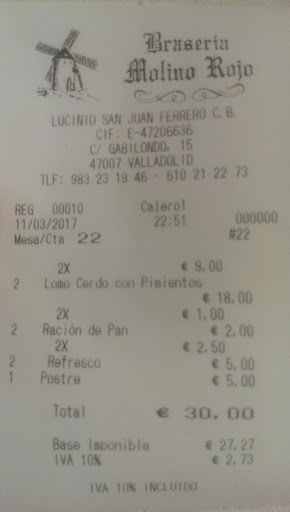 Braseria
Molino Rojo
LUCINIO SAN JUAN FERRERO C.B.
CIF: E-47206636
C/ GABILONDO, 15
47007 VALLADOLID
TLF: 983 23 19 46 - 610 21 22 73
REG 00010 Cajero1
11/03/2017 22:51 000000
Mesa/Cta 22 #22
2X € 9.00
2 Lomo Cerdo con Pimientos
€ 18.00
2X € 1.00
2 Ración de Pan € 2.00
2X € 2.50
2 Refresco € 5.00
1 Postre € 5.00
Total € 30.00
Base Imponible € 27.27
IVA 10% € 2.73
IVA 10% INCLUIDO